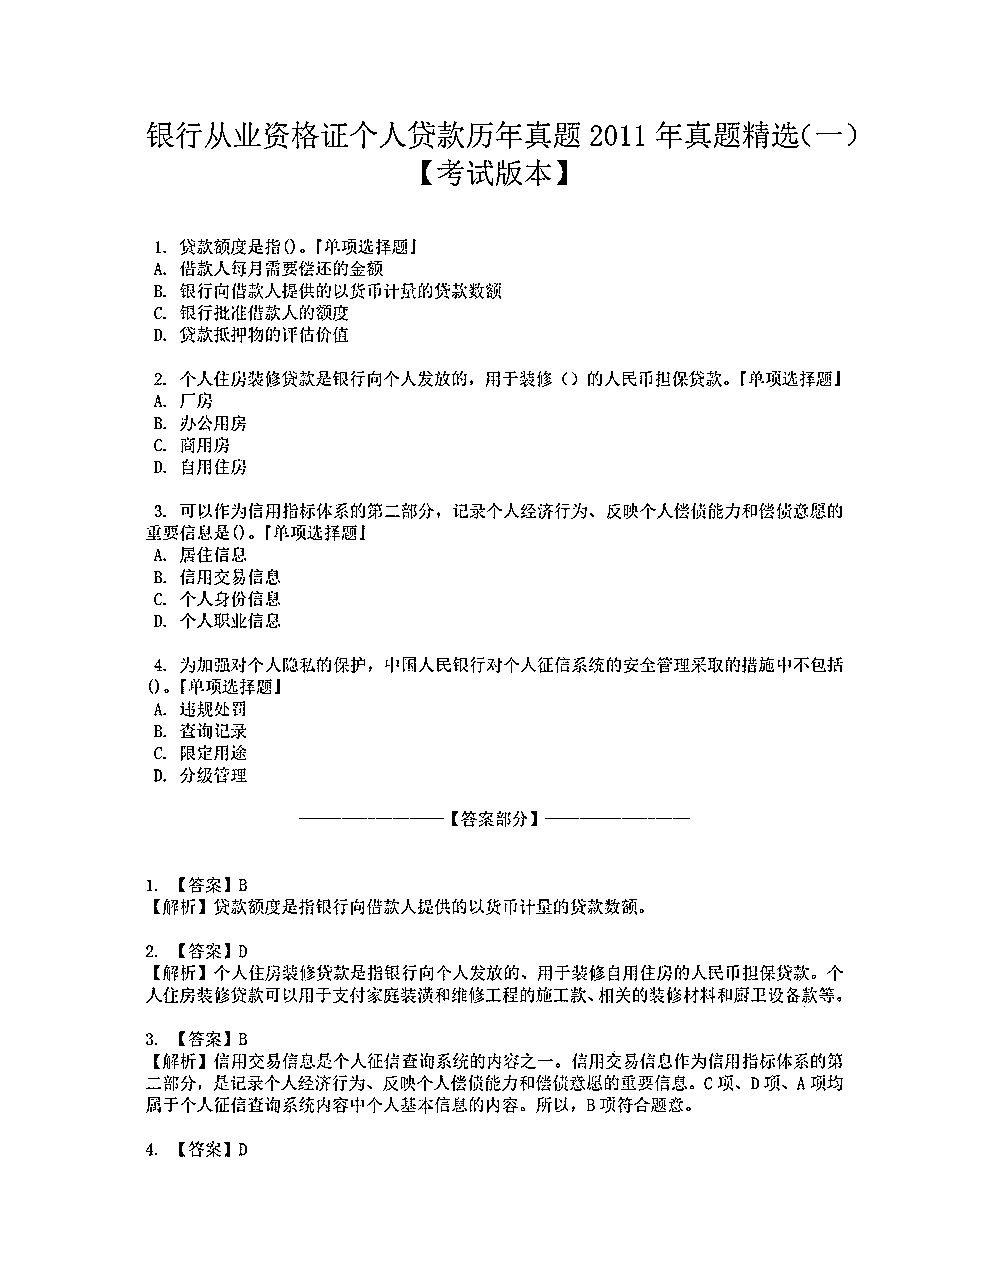 银行从业资格证个人贷款历年真题 2011 年真题精选(一)
【考试版本】
1. 贷款额度是指()。『单项选择题』
A. 借款人每月需要偿还的金额
B. 银行向借款人提供的以货币计量的贷款数额
C. 银行批准借款人的额度
D. 贷款抵押物的评估价值
2. 个人住房装修贷款是银行向个人发放的，用于装修（）的人民币担保贷款。『单项选择题』
A. 厂房
B. 办公用房
C. 商用房
D. 自用住房
3. 可以作为信用指标体系的第二部分，记录个人经济行为、反映个人偿债能力和偿债意愿的
重要信息是()。『单项选择题』
A. 居住信息
B. 信用交易信息
C. 个人身份信息
D. 个人职业信息
4. 为加强对个人隐私的保护，中国人民银行对个人征信系统的安全管理采取的措施中不包括
()。『单项选择题』
A. 违规处罚
B. 查询记录
C. 限定用途
D. 分级管理
————————【答案部分】————————
1. 【答案】B
【解析】贷款额度是指银行向借款人提供的以货币计量的贷款数额。
2. 【答案】D
【解析】个人住房装修贷款是指银行向个人发放的、用于装修自用住房的人民币担保贷款。个
人住房装修贷款可以用于支付家庭装潢和维修工程的施工款、相关的装修材料和厨卫设备款等。
3. 【答案】B
【解析】信用交易信息是个人征信查询系统的内容之一。信用交易信息作为信用指标体系的第
二部分，是记录个人经济行为、反映个人偿债能力和偿债意愿的重要信息。C 项、D 项、A 项均
属于个人征信查询系统内容中个人基本信息的内容。所以，B 项符合题意。
4. 【答案】D